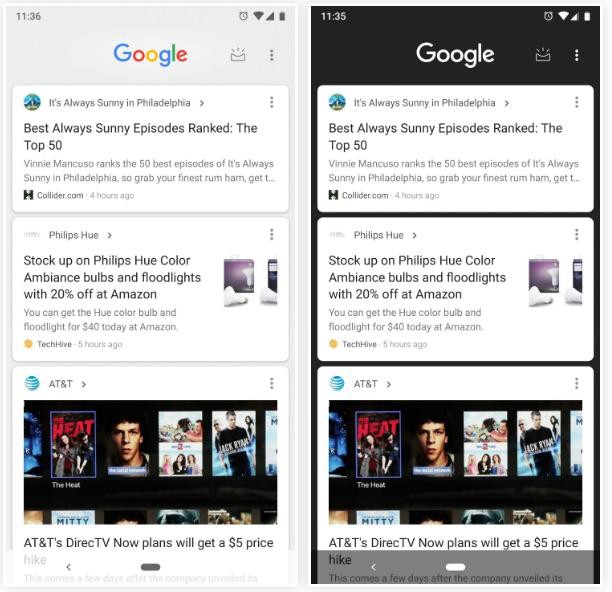 11:36
Google
It's Always Sunny in Philadelphia
Best Always Sunny Episodes Ranked: The
Top 50
Vinnie Mancuso ranks the 50 best episodes of It's Always
Sunny in Philadelphia, so grab your finest rum ham, get t...
Collider.com · 4 hours ago
Philips Hue
Stock up on Philips Hue Color
Ambiance bulbs and floodlights
with 20% off at Amazon
You can get the Hue color bulb and
floodlight for $40 today at Amazon.
TechHive · 5 hours ago
AT&T
THE HEAT
the social network
JACK RYAN
The Heat
MITTY
AT&T's DirecTV Now plans will get a $5 price
hike
This comes a few days after the company unveiled its
11:35
Google
It's Always Sunny in Philadelphia
Best Always Sunny Episodes Ranked: The
Top 50
Vinnie Mancuso ranks the 50 best episodes of It's Always
Sunny in Philadelphia, so grab your finest rum ham, get t...
Collider.com · 4 hours ago
Philips Hue
Stock up on Philips Hue Color
Ambiance bulbs and floodlights
with 20% off at Amazon
You can get the Hue color bulb and
floodlight for $40 today at Amazon.
TechHive · 5 hours ago
AT&T
THE HEAT
the social network
JACK RYAN
The Heat
MITTY
AT&T's DirecTV Now plans will get a $5 price
hike
This comes a few days after the company unveiled its